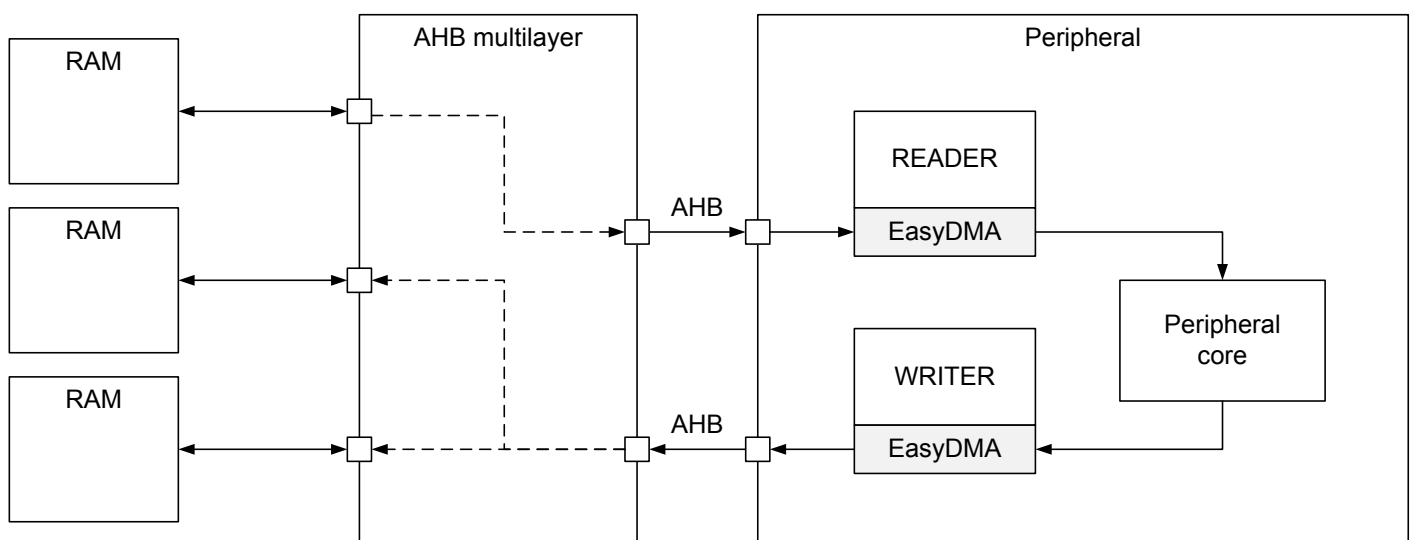 AHB multilayer
Peripheral
RAM
READER
AHB
EasyDMA
RAM
Peripheral
core
WRITER
RAM
AHB
EasyDMA